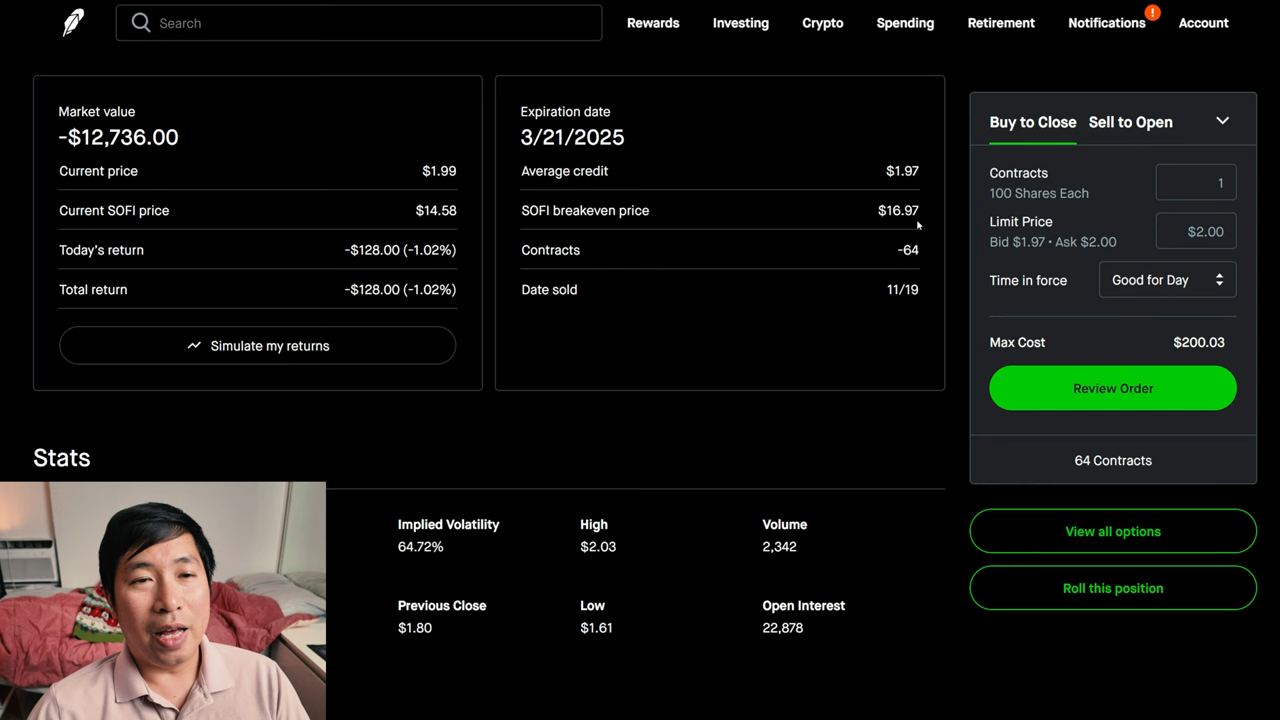 Search
Rewards
Investing
Crypto
Spending
Retirement
Notifications
!
Account
Market value
-$12,736.00
Current price $1.99
Current SOFI price $14.58
Today's return -$128.00 (-1.02%)
Total return -$128.00 (-1.02%)
Simulate my returns
Expiration date
3/21/2025
Average credit $1.97
SOFI breakeven price $16.97
Contracts -64
Date sold 11/19
Buy to Close Sell to Open
Contracts
100 Shares Each
1
Limit Price
Bid $1.97 • Ask $2.00
$2.00
Time in force Good for Day
Max Cost $200.03
Review Order
64 Contracts
View all options
Roll this position
Stats
Implied Volatility
64.72%
High
$2.03
Volume
2,342
Previous Close
$1.80
Low
$1.61
Open Interest
22,878